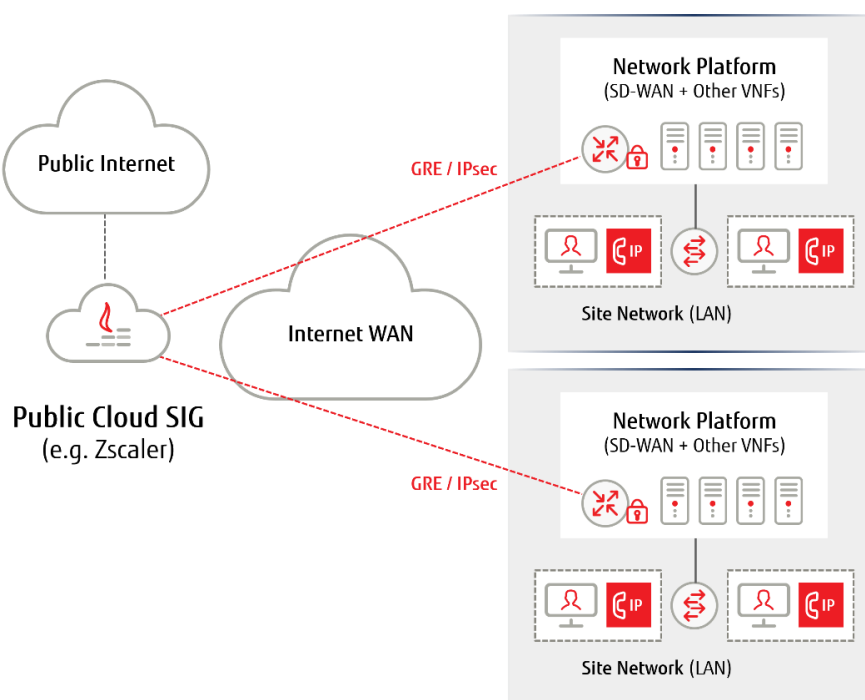 Public Internet
Public Cloud SIG
(e.g. Zscaler)
Internet WAN
GRE / IPsec
GRE / IPsec
Network Platform
(SD-WAN + Other VNFs)
IP
IP
Site Network (LAN)
Network Platform
(SD-WAN + Other VNFs)
IP
IP
Site Network (LAN)